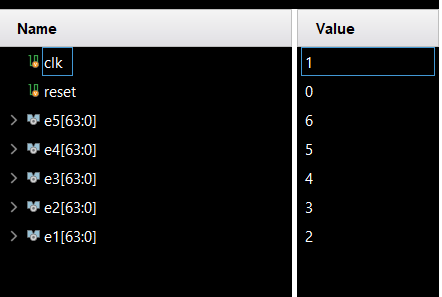 Name Value
clk 1
reset 0
e5[63:0] 6
e4[63:0] 5
e3[63:0] 4
e2[63:0] 3
e1[63:0] 2